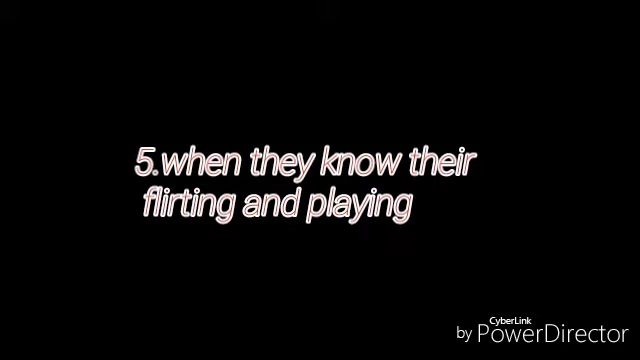 5.when they know their
flirting and playing
CyberLink
by PowerDirector